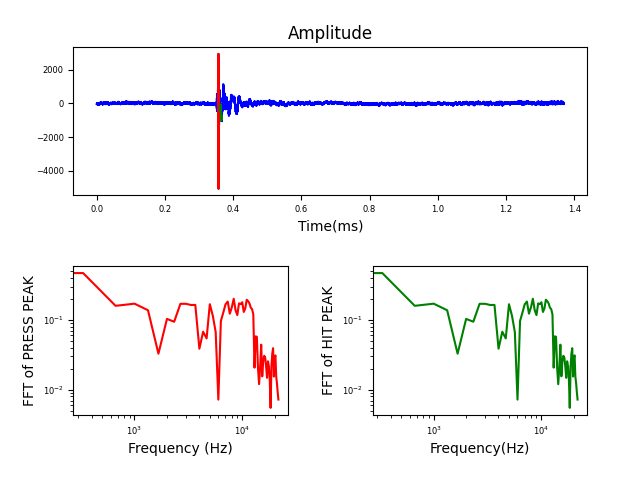 Amplitude
2000
0
−2000
−4000
0.0 0.2 0.4 0.6 0.8 1.0 1.2 1.4
Time(ms)
FFT of PRESS PEAK
10⁻¹
10⁻²
10³ 10⁴
Frequency (Hz)
FFT of HIT PEAK
10⁻¹
10⁻²
10³ 10⁴
Frequency(Hz)